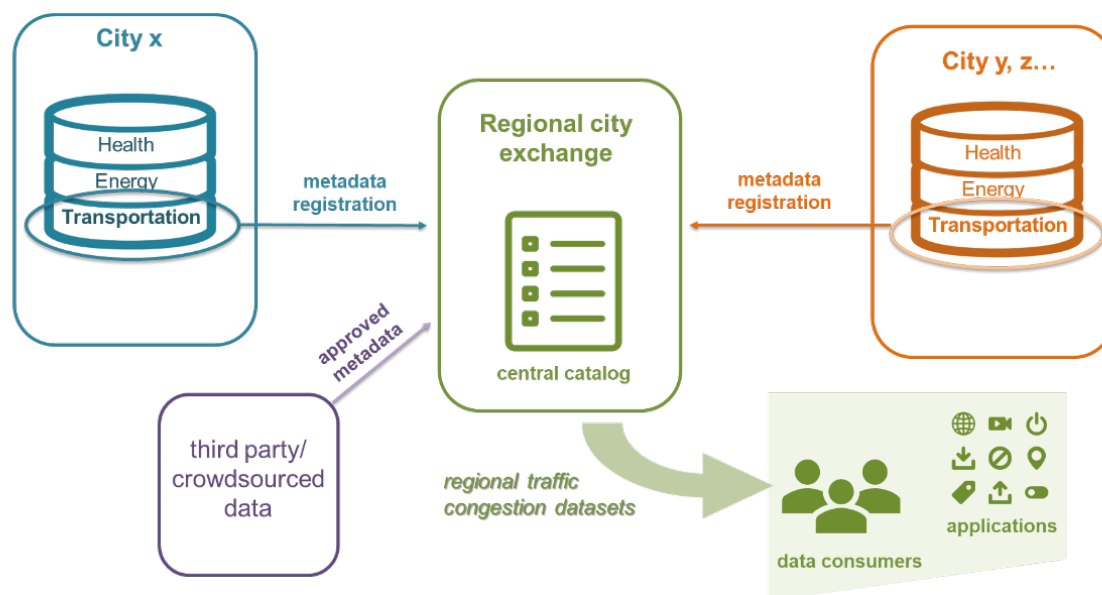 City x
Health
Energy
Transportation
metadata
registration
Regional city
exchange
central catalog
metadata
registration
City y, z...
Health
Energy
Transportation
approved
metadata
third party/
crowdsourced
data
regional traffic
congestion datasets
data consumers
applications